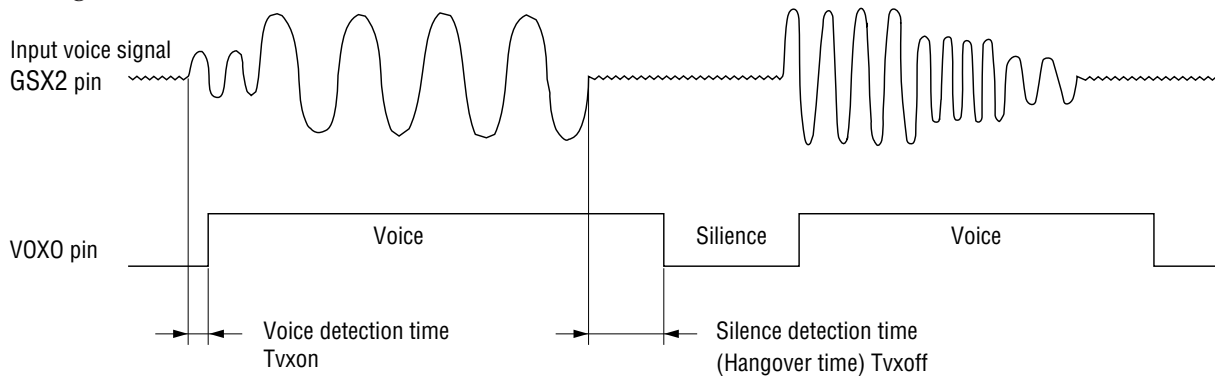 Input voice signal
GSX2 pin
VOXO pin
Voice
Silience
Voice
Voice detection time
Tvxon
Silence detection time
(Hangover time) Tvxoff